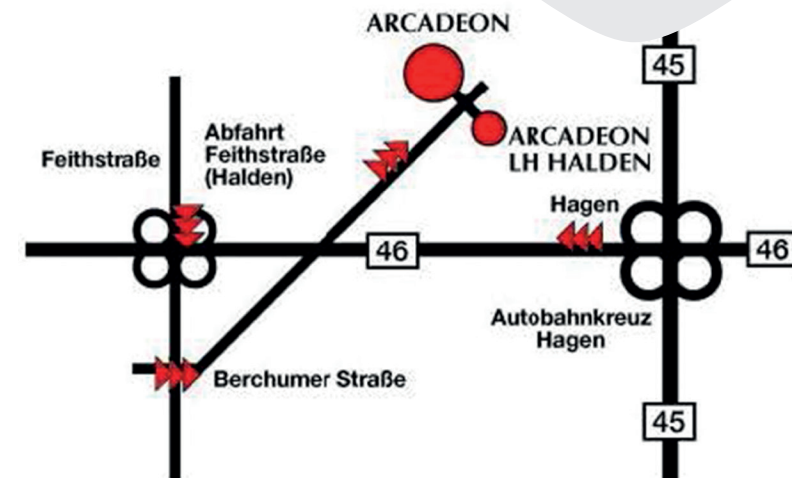 ARCADEON
45
Feithstraße
Abfahrt
Feithstraße
(Halden)
ARCADEON
LH HALDEN
Hagen
46
46
Autobahnkreuz
Hagen
Berchumer Straße
45